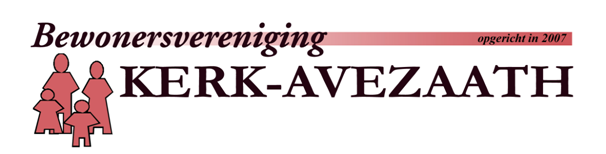 Bewonersvereniging opgericht in 2007
KERK-AVEZAATH